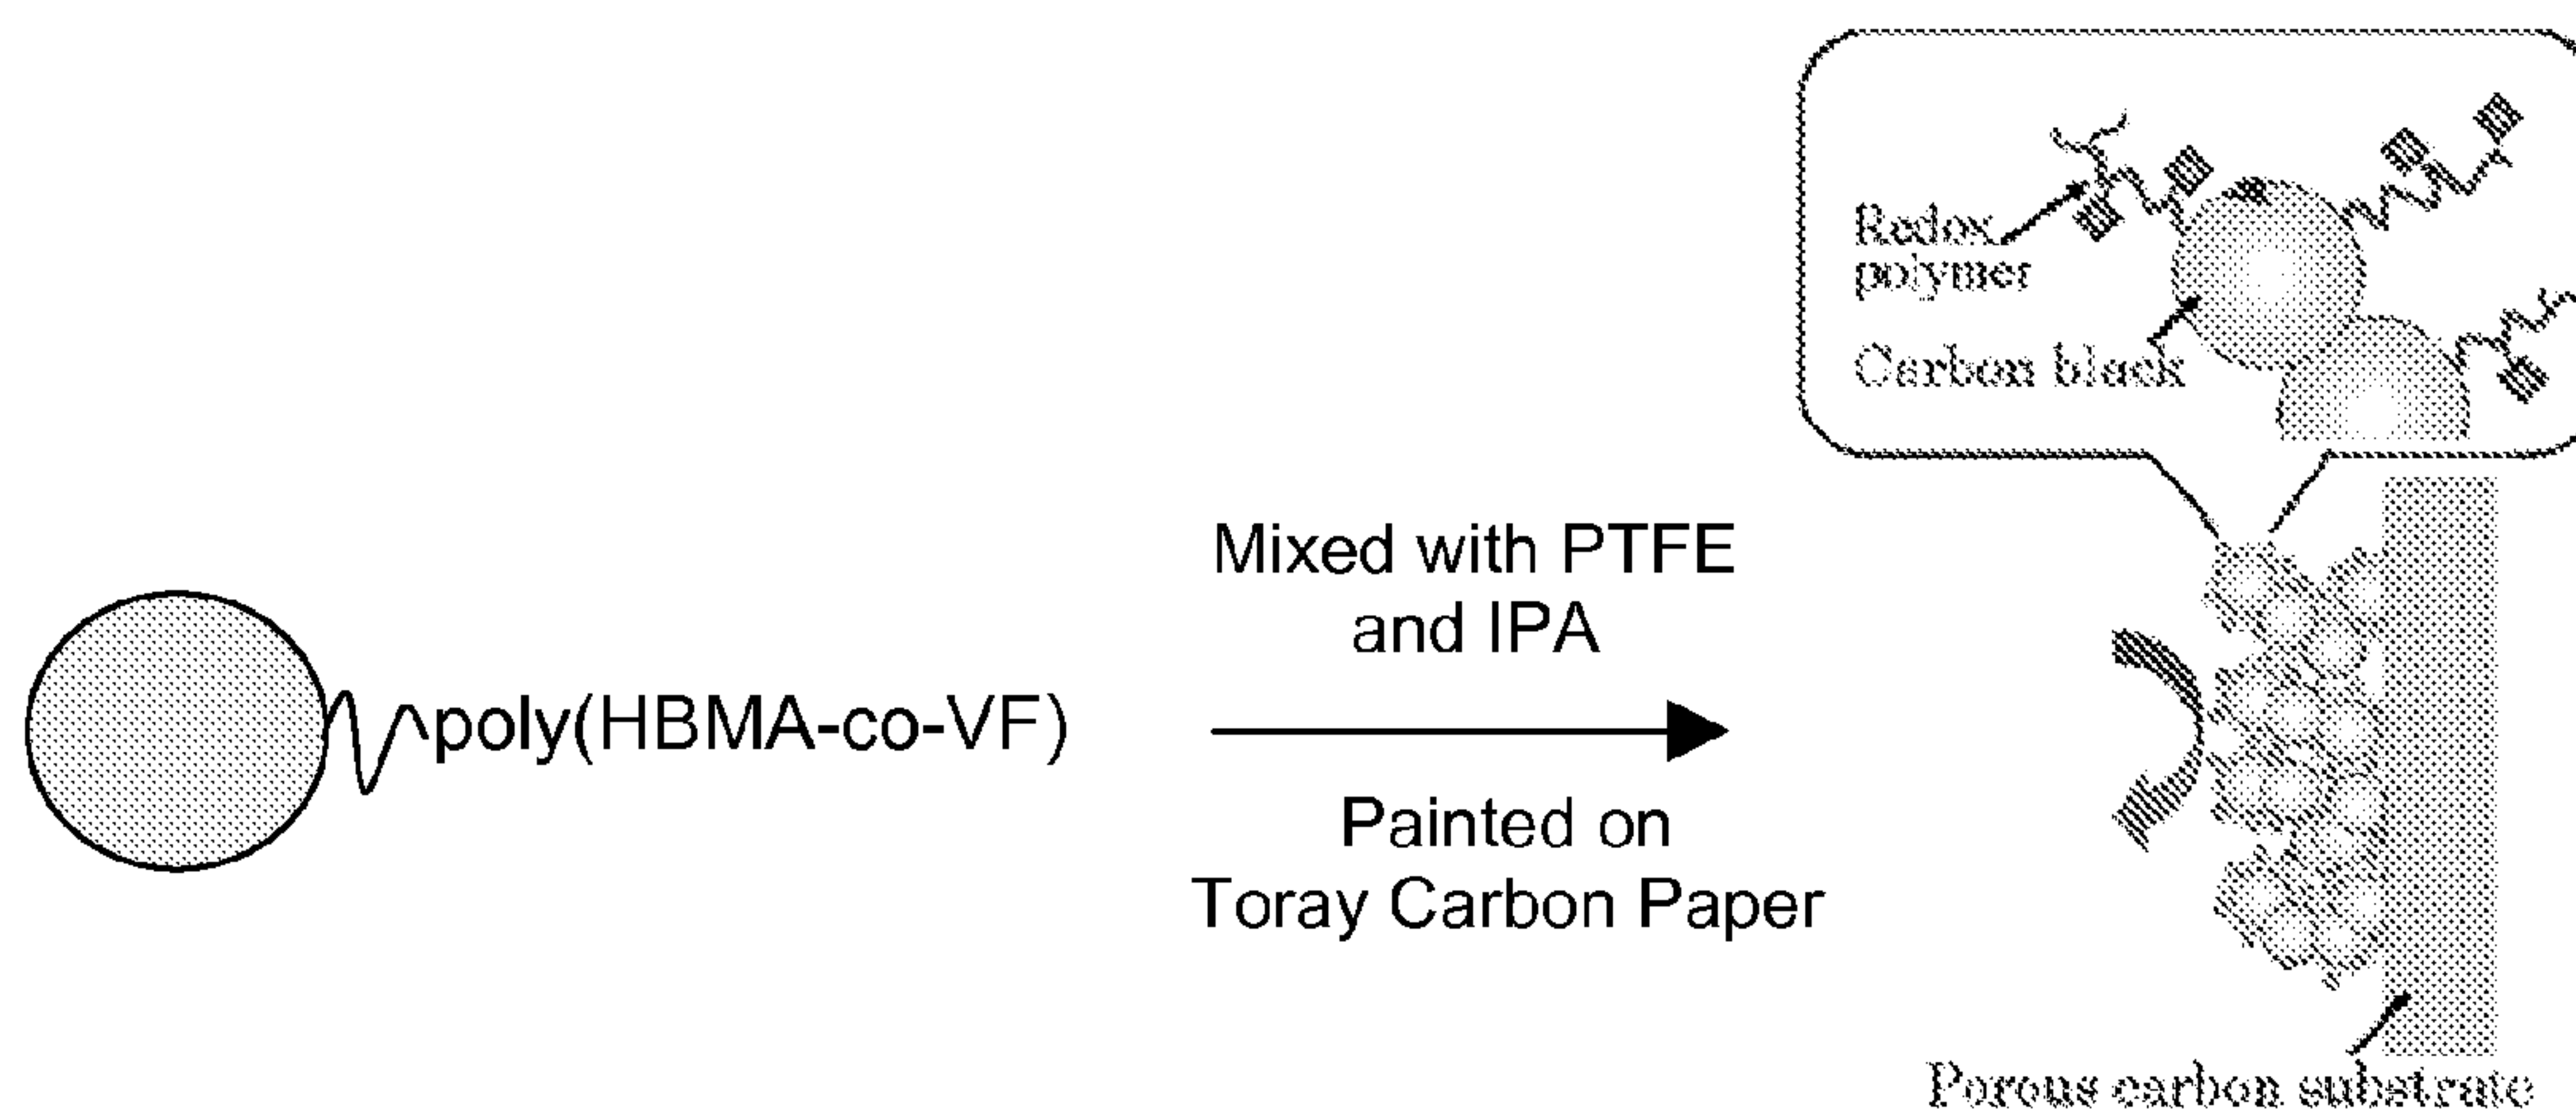 Redox
polymer
Carbon black
Mixed with PTFE
and IPA
poly(HBMA-co-VF)
Painted on
Toray Carbon Paper
Porous carbon substrate